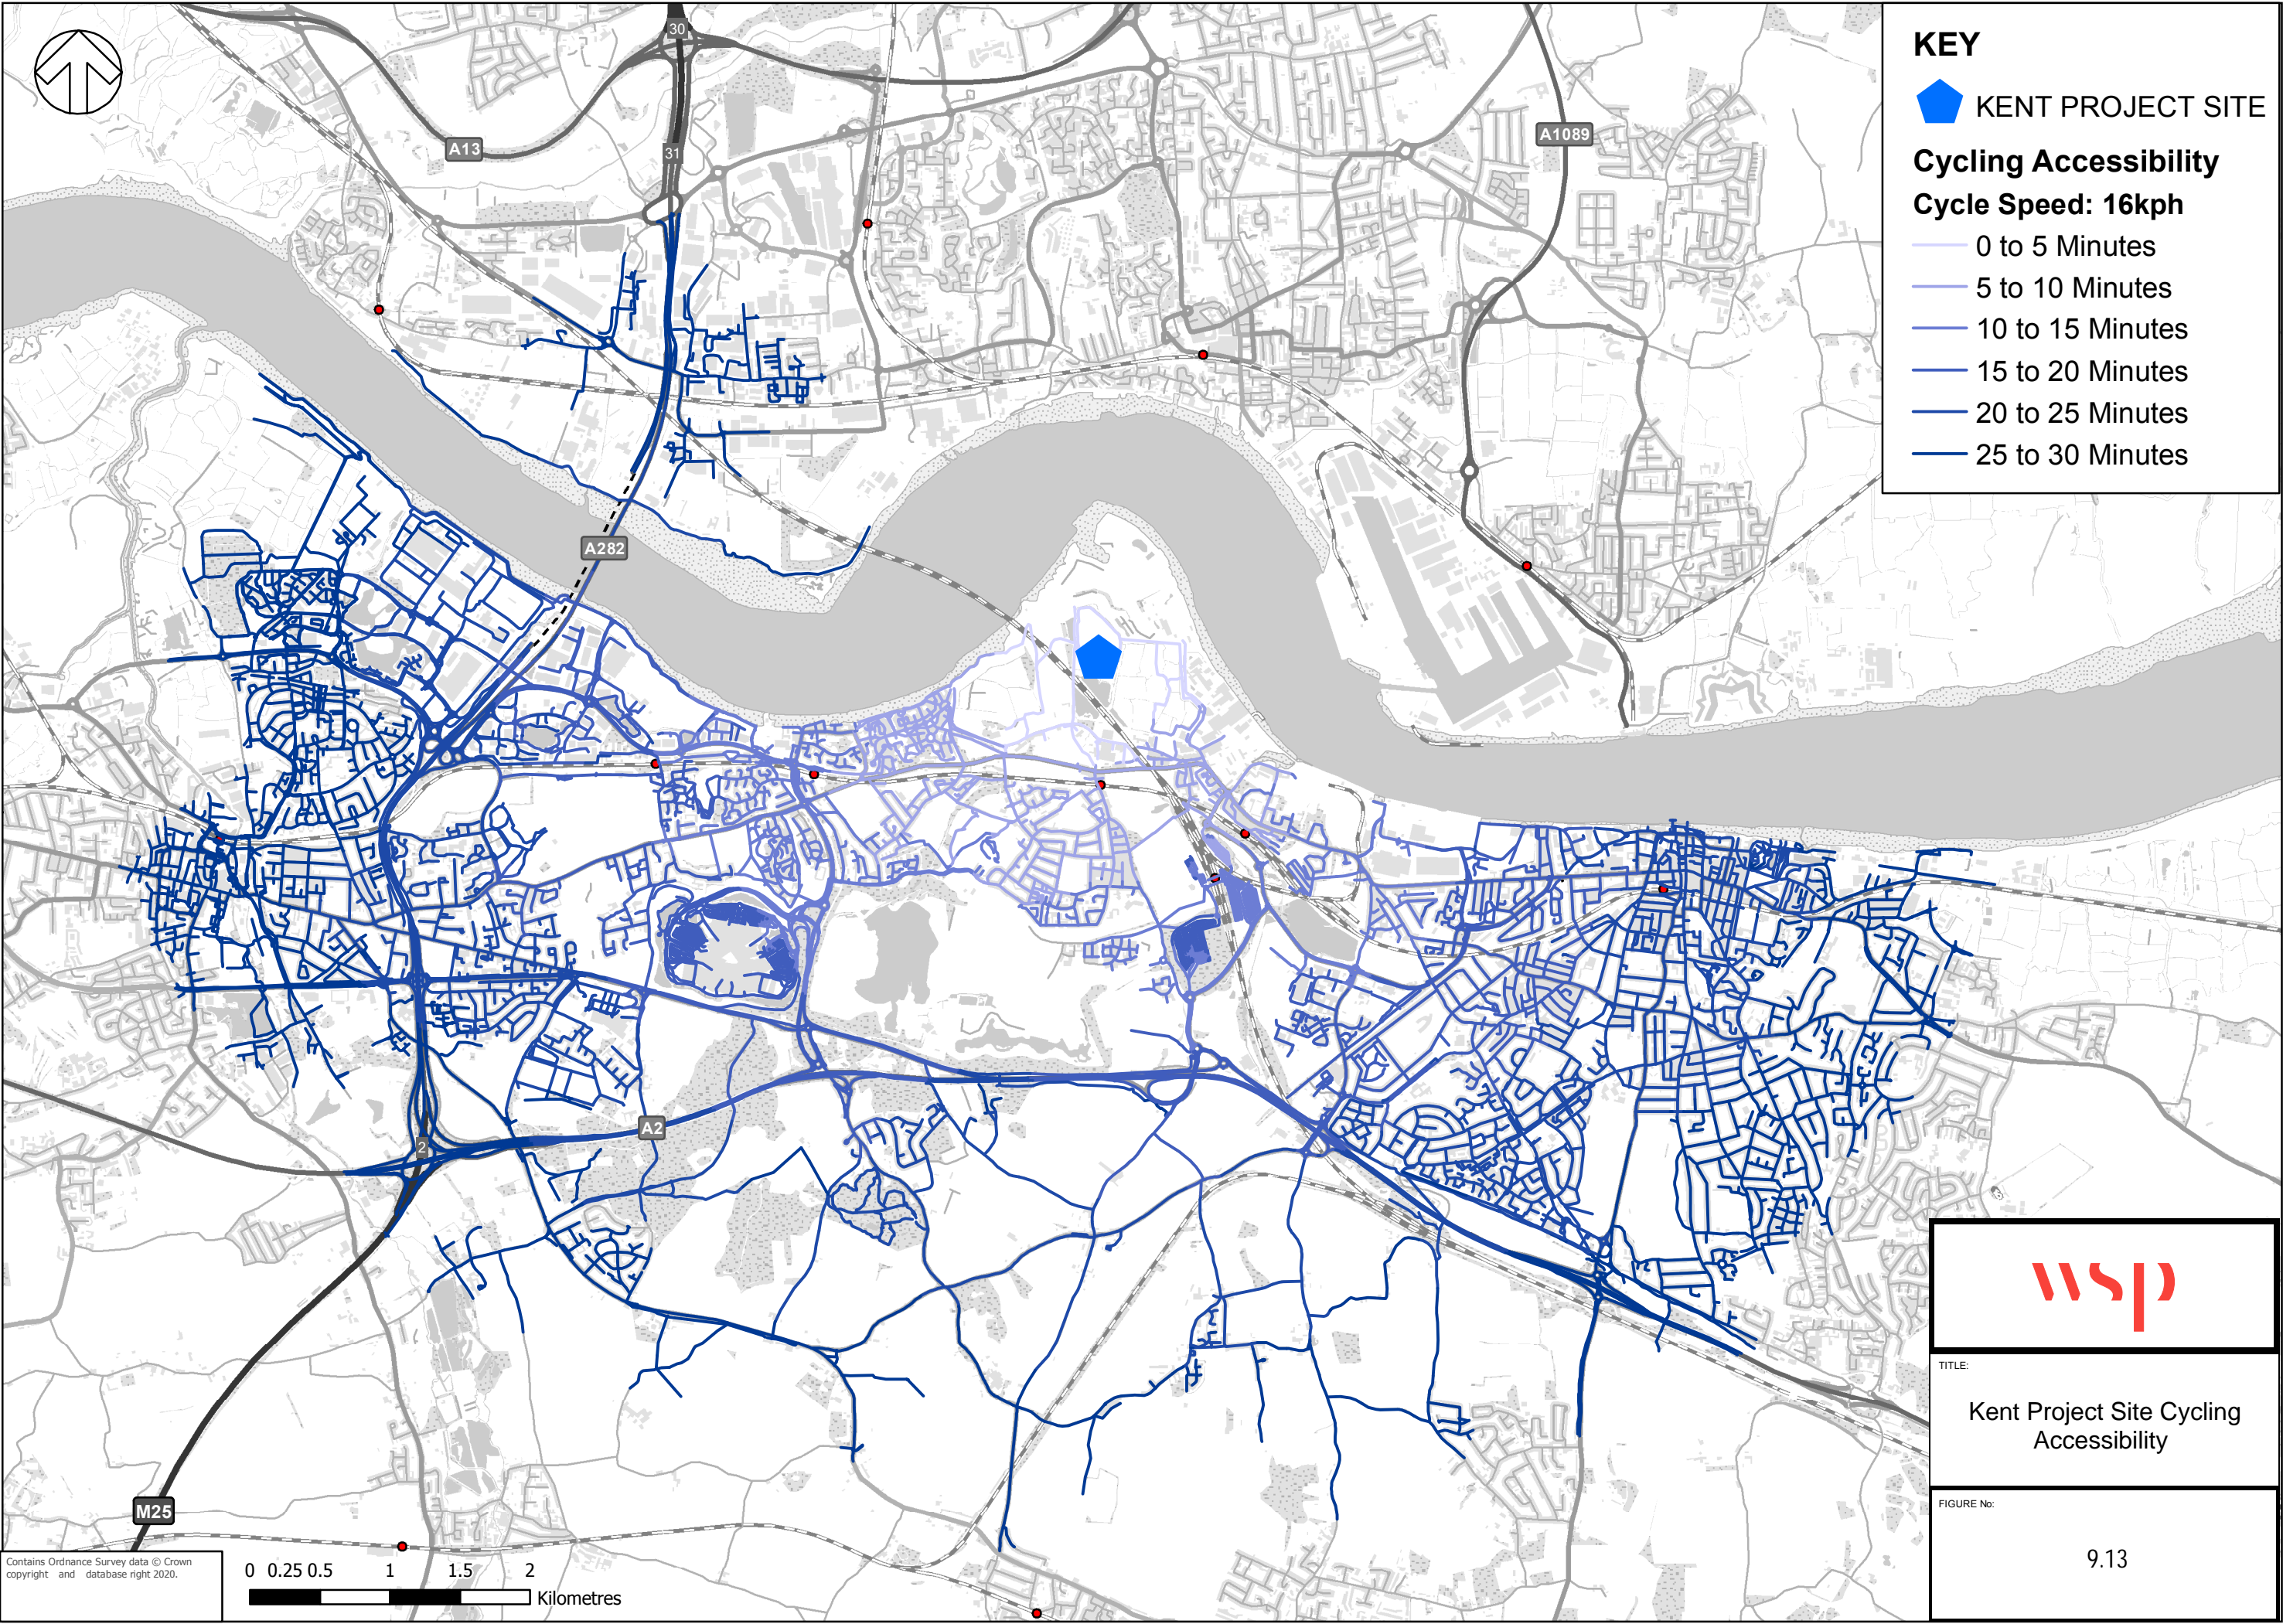 KEY
KENT PROJECT SITE
Cycling Accessibility
Cycle Speed: 16kph
0 to 5 Minutes
5 to 10 Minutes
10 to 15 Minutes
15 to 20 Minutes
20 to 25 Minutes
25 to 30 Minutes
30
A13
31
A1089
A282
A2
2
M25
wsp
TITLE:
Kent Project Site Cycling
Accessibility
FIGURE No:
9.13
Contains Ordnance Survey data © Crown
copyright and database right 2020.
0 0.25 0.5 1 1.5 2
Kilometres